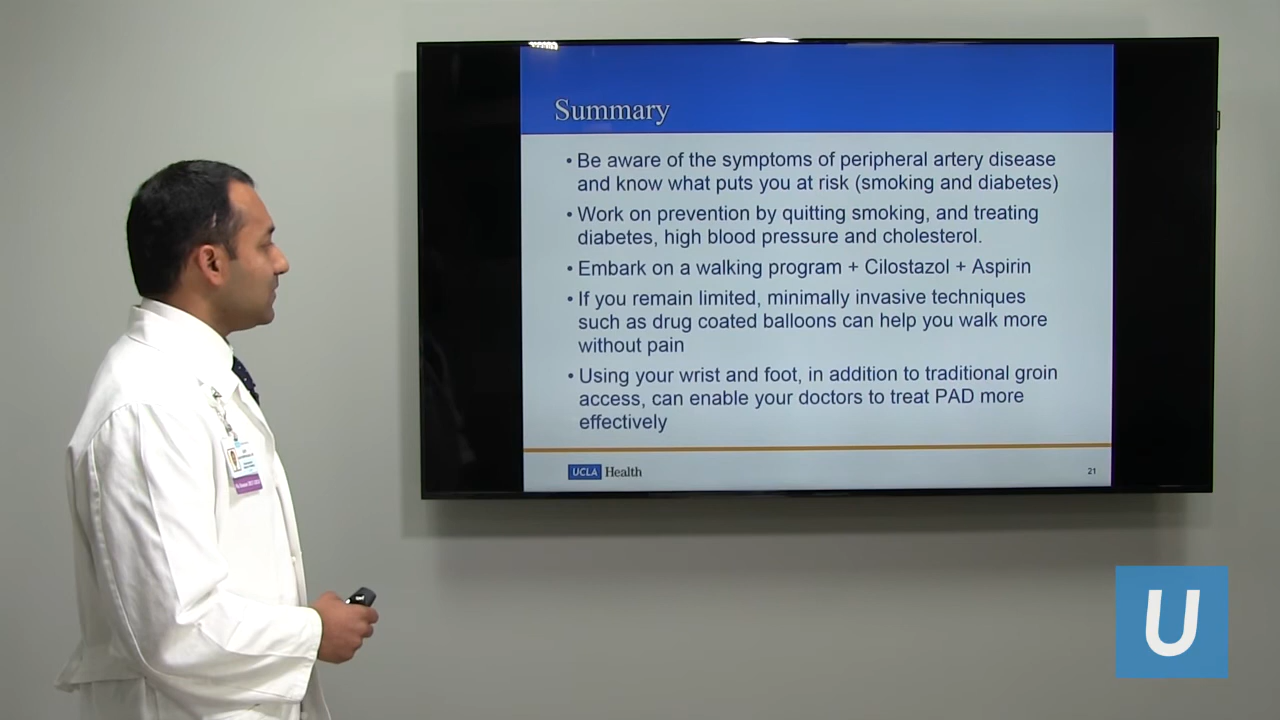 Summary
• Be aware of the symptoms of peripheral artery disease
and know what puts you at risk (smoking and diabetes)
• Work on prevention by quitting smoking, and treating
diabetes, high blood pressure and cholesterol.
• Embark on a walking program + Cilostazol + Aspirin
• If you remain limited, minimally invasive techniques
such as drug coated balloons can help you walk more
without pain
• Using your wrist and foot, in addition to traditional groin
access, can enable your doctors to treat PAD more
effectively
UCLA Health
21
U